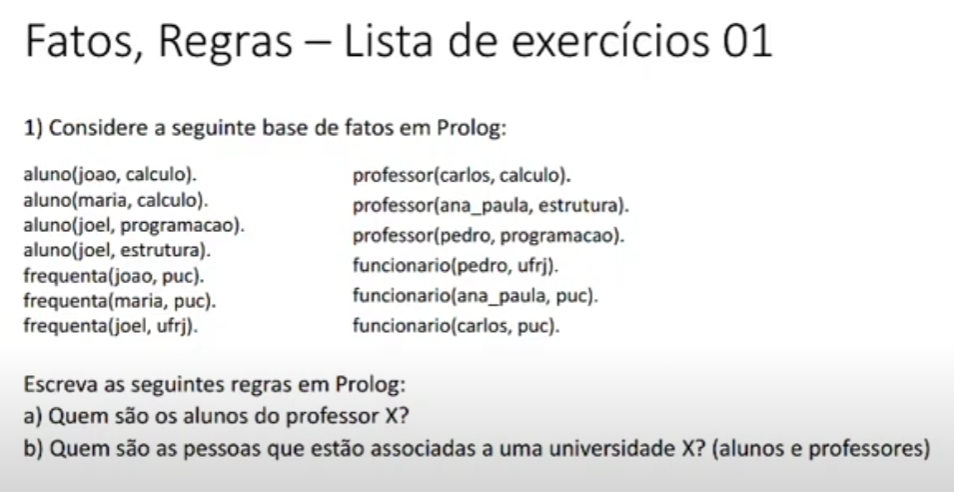 Fatos, Regras – Lista de exercícios 01
1) Considere a seguinte base de fatos em Prolog:
aluno(joao, calculo).
aluno(maria, calculo).
aluno(joel, programacao).
aluno(joel, estrutura).
frequenta(joao, puc).
frequenta(maria, puc).
frequenta(joel, ufrj).
professor(carlos, calculo).
professor(ana_paula, estrutura).
professor(pedro, programacao).
funcionario(pedro, ufrj).
funcionario(ana_paula, puc).
funcionario(carlos, puc).
Escreva as seguintes regras em Prolog:
a) Quem são os alunos do professor X?
b) Quem são as pessoas que estão associadas a uma universidade X? (alunos e professores)